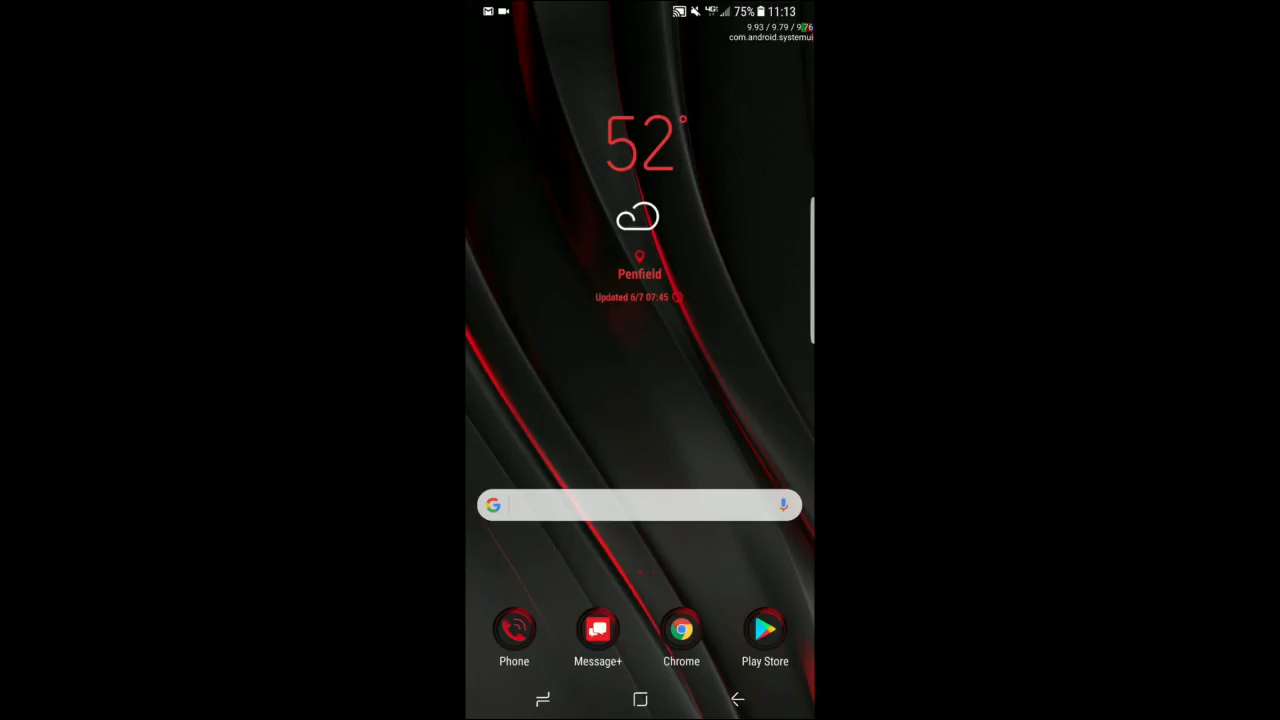 4G 75% 11:13
9.93 / 9.79 / 9.76
com.android.systemui
52°
Penfield
Updated 6/7 07:45
G
Phone
Message+
Chrome
Play Store